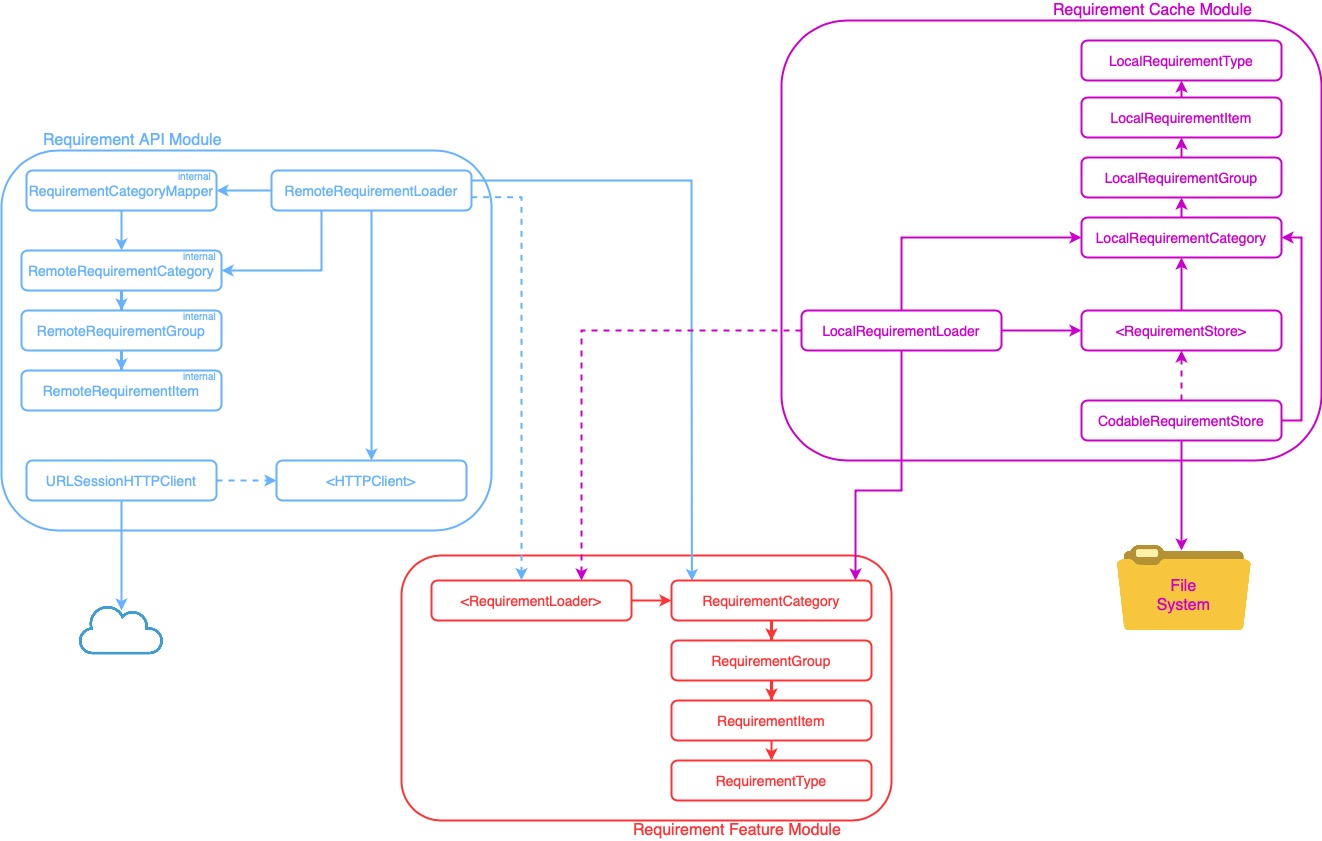 Requirement Cache Module
LocalRequirementType
LocalRequirementItem
LocalRequirementGroup
LocalRequirementCategory
LocalRequirementLoader
<RequirementStore>
CodableRequirementStore
File
System
Requirement API Module
internal
RequirementCategoryMapper
RemoteRequirementLoader
internal
RemoteRequirementCategory
internal
RemoteRequirementGroup
internal
RemoteRequirementItem
URLSessionHTTPClient
<HTTPClient>
<RequirementLoader>
RequirementCategory
RequirementGroup
RequirementItem
RequirementType
Requirement Feature Module